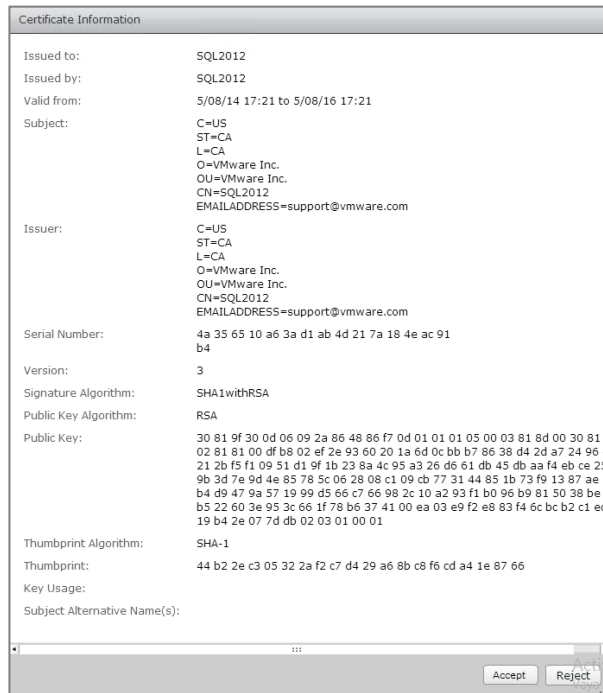 Certificate Information
Issued to: SQL2012
Issued by: SQL2012
Valid from: 5/08/14 17:21 to 5/08/16 17:21
Subject: C=US
ST=CA
L=CA
O=VMware Inc.
OU=VMware Inc.
CN=SQL2012
EMAILADDRESS=support@vmware.com
Issuer: C=US
ST=CA
L=CA
O=VMware Inc.
OU=VMware Inc.
CN=SQL2012
EMAILADDRESS=support@vmware.com
Serial Number: 4a 35 65 10 a6 3a d1 ab 4d 21 7a 18 4e ac 91
b4
Version: 3
Signature Algorithm: SHA1withRSA
Public Key Algorithm: RSA
Public Key: 30 81 9f 30 0d 06 09 2a 86 48 86 f7 0d 01 01 01 05 00 03 81 8d 00 30 81
02 81 81 00 df b8 02 ef 2e 93 60 20 1a 6d 0c bb b7 86 38 d4 2d a7 24 96
21 2b f5 f1 09 51 d1 9f 1b 23 8a 4c 95 a3 26 d6 61 db 45 db aa f4 eb ce
9b 3d 7e 9d 4e 85 78 5c 06 28 08 c1 09 cb 77 31 44 85 1b 73 f9 13 87 ae
b4 d9 47 9a 57 19 99 d5 66 c7 66 98 2c 10 a2 93 f1 b0 96 b9 81 50 38 be
b5 22 60 3e 95 3c 66 1f 78 b6 37 41 00 ea 03 e9 f2 e8 83 f4 6c bc b2 c1
19 b4 2e 07 7d db 02 03 01 00 01
Thumbprint Algorithm: SHA-1
Thumbprint: 44 b2 2e c3 05 32 2a f2 c7 d4 29 a6 8b c8 f6 cd a4 1e 87 66
Key Usage:
Subject Alternative Name(s):
Accept Reject